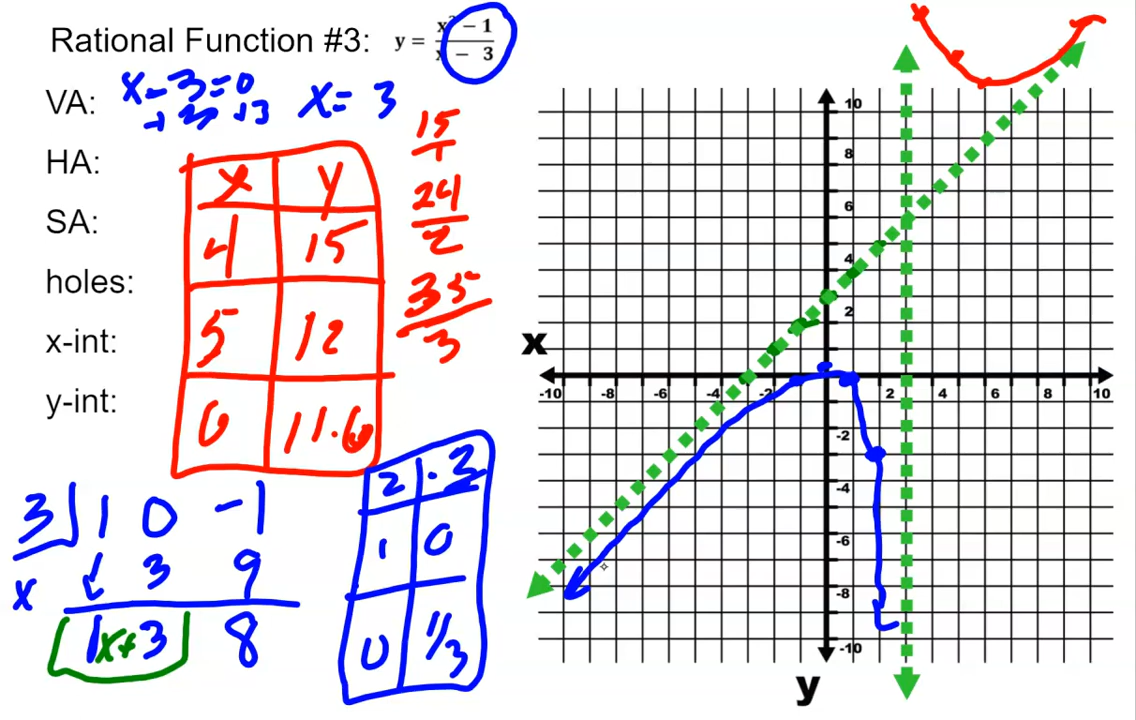 Rational Function #3: y = x² - 1 / x - 3
VA: x - 3 = 0 x = 3
+ 3 + 3
HA:
SA:
holes:
x-int:
y-int:
x y
4 15
5 12
6 11.6
15/1
24/2
35/3
3 1 0 -1
x ↓ 3 9
1x+3 8
2 -3
1 0
0 1/3
x
y
10
8
6
4
2
-2
-4
-6
-8
-10
-10 -8 -6 -4 -2 2 4 6 8 10